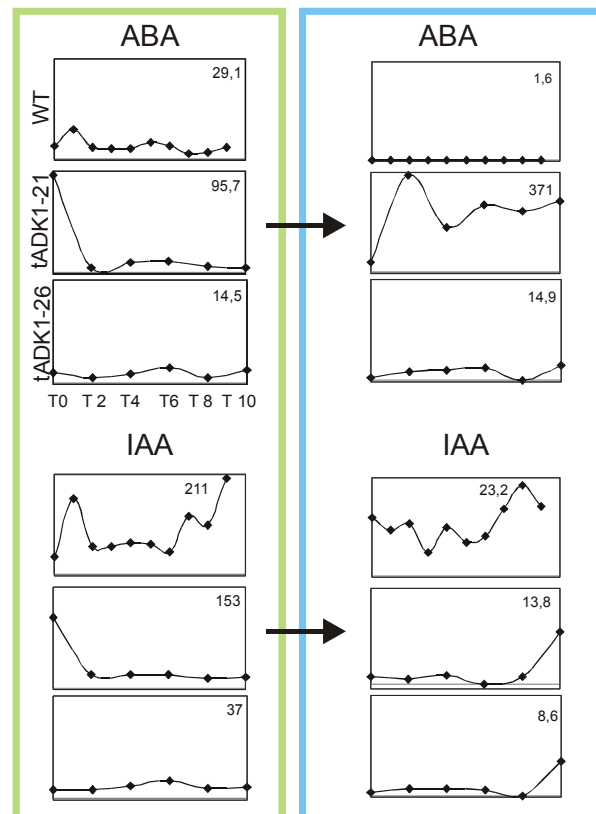 ABA
ABA
WT
29,1
1,6
tADK1-21
95,7
371
tADK1-26
14,5
14,9
T0 T 2 T4 T6 T 8 T 10
IAA
IAA
211
23,2
153
13,8
37
8,6